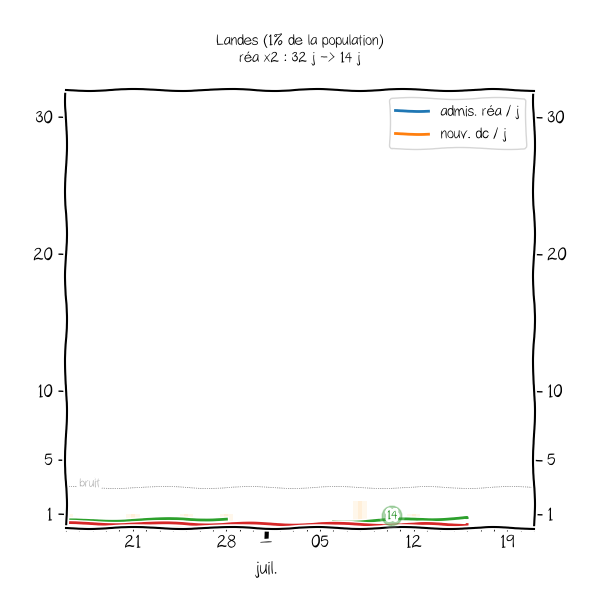 Landes (1% de la population)
réa x2 : 32 j -> 14 j
admis. réa / j
nouv. dc / j
30
30
20
20
10
10
5
5
bruit
1
14
1
21
28
05
12
19
juil.